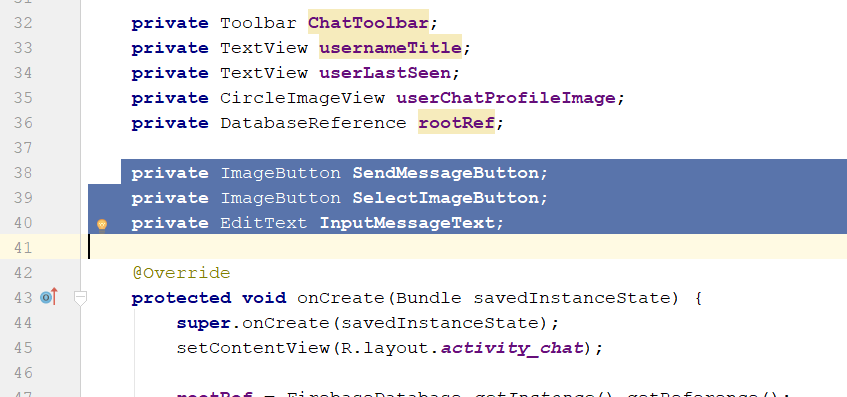 32 private Toolbar ChatToolbar;
33 private TextView usernameTitle;
34 private TextView userLastSeen;
35 private CircleImageView userChatProfileImage;
36 private DatabaseReference rootRef;
37
38 private ImageButton SendMessageButton;
39 private ImageButton SelectImageButton;
40 private EditText InputMessageText;
41
42 @Override
43 protected void onCreate(Bundle savedInstanceState) {
44 super.onCreate(savedInstanceState);
45 setContentView(R.layout.activity_chat);
46
47 rootRef = FirebaseDatabase.getInstance().getReference();